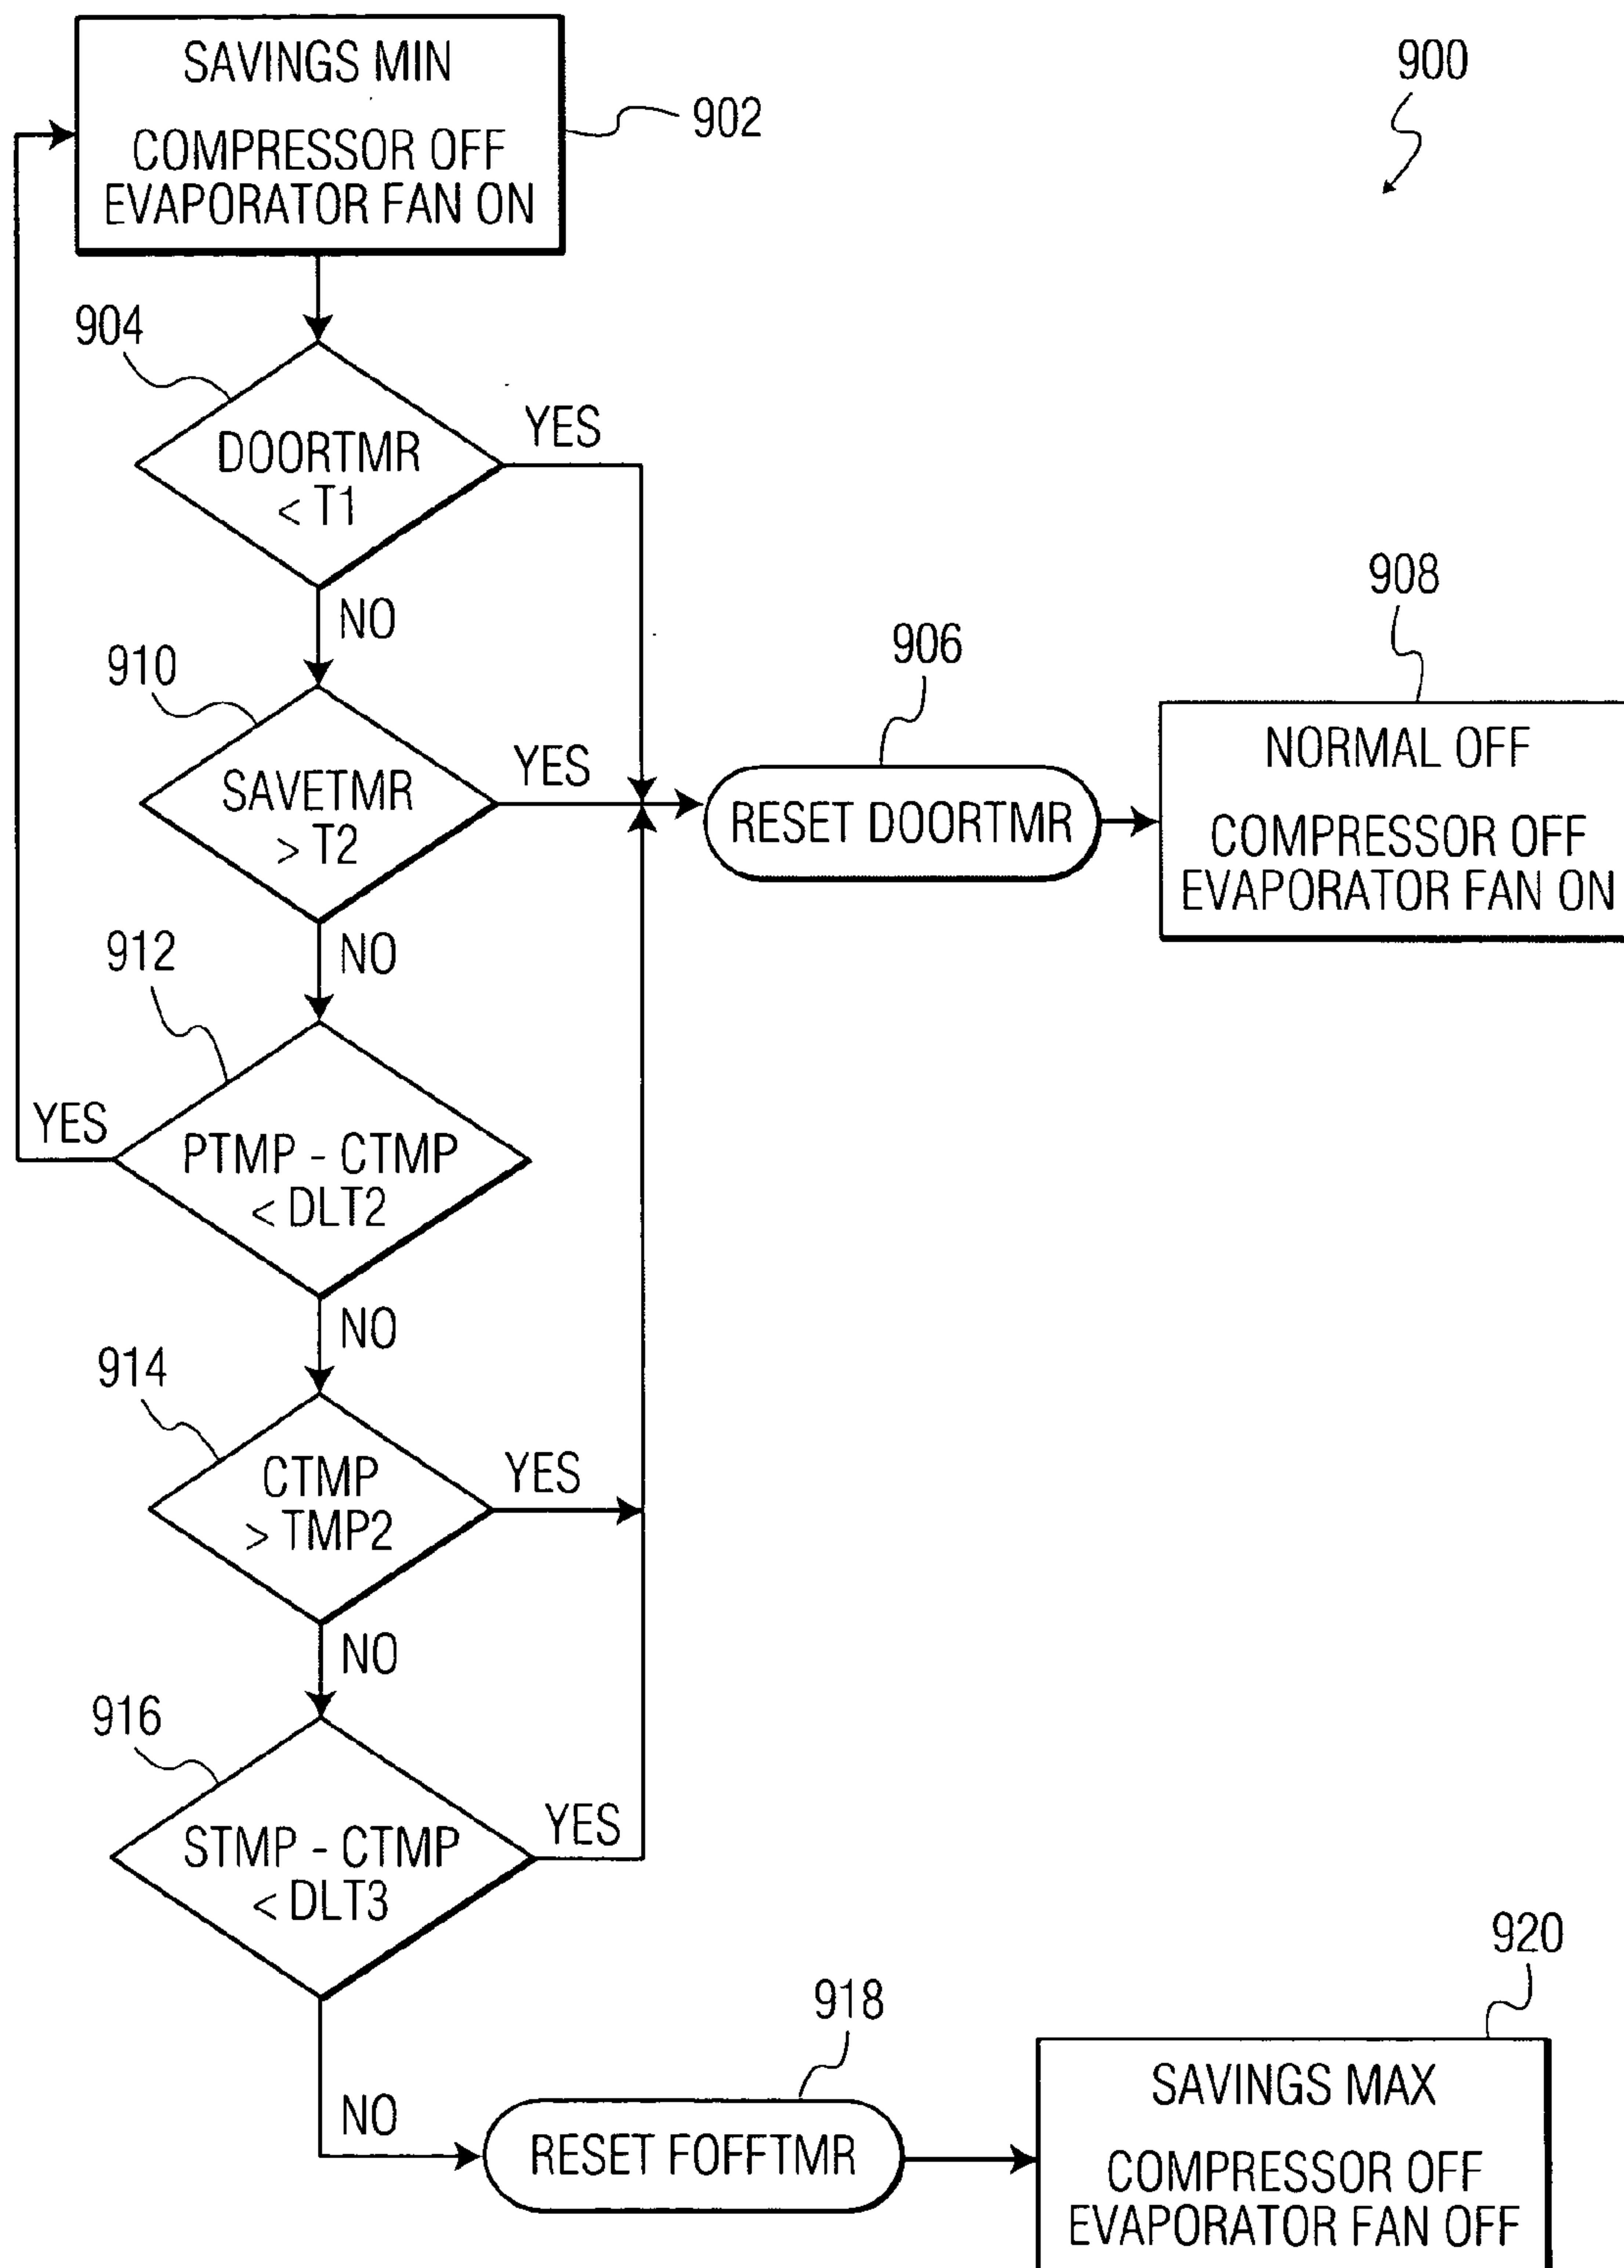 SAVINGS MIN
COMPRESSOR OFF
EVAPORATOR FAN ON
902
900
904
DOORTMR
< T1
YES
NO
910
SAVETMR
> T2
YES
906
RESET DOORTMR
908
NORMAL OFF
COMPRESSOR OFF
EVAPORATOR FAN ON
NO
912
YES
PTMP - CTMP
< DLT2
NO
914
CTMP
> TMP2
YES
NO
916
STMP - CTMP
< DLT3
YES
NO
918
RESET FOFFTMR
920
SAVINGS MAX
COMPRESSOR OFF
EVAPORATOR FAN OFF